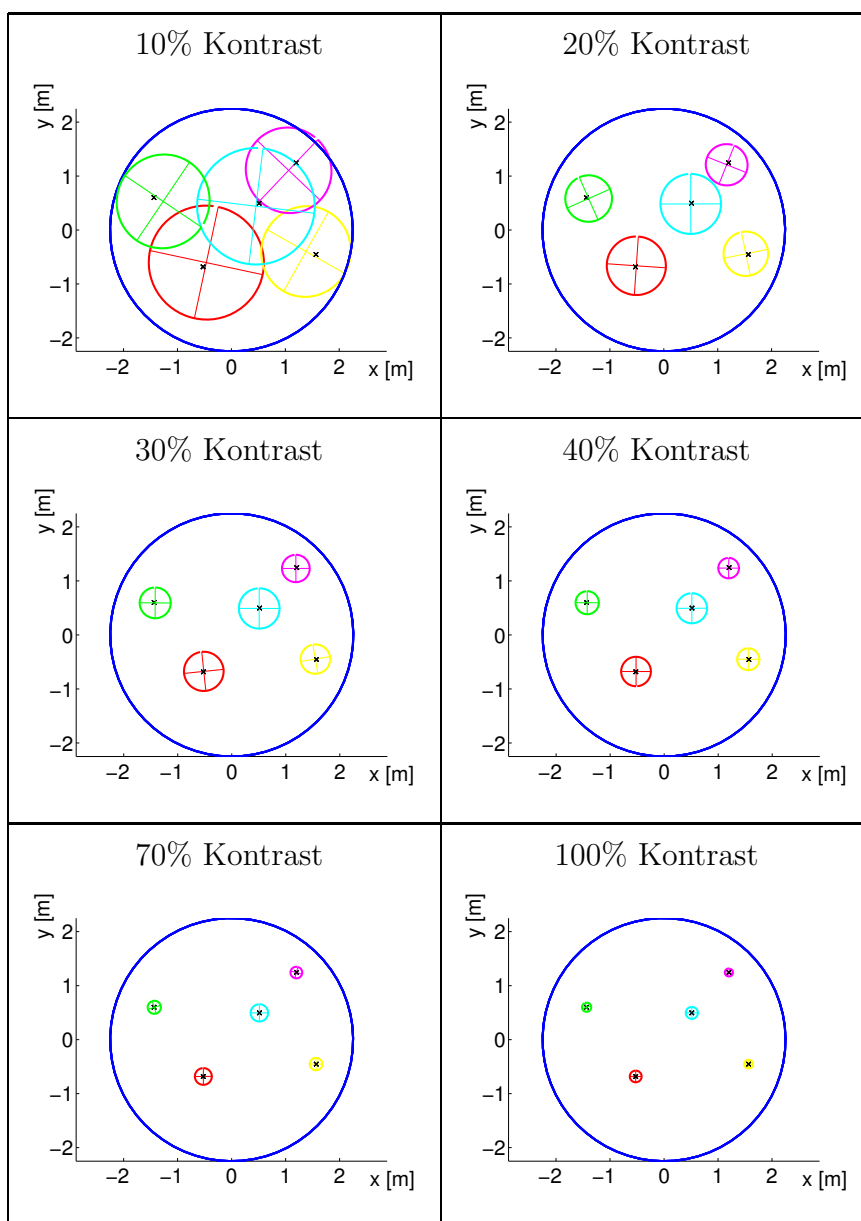 10% Kontrast
y [m]
2
1
0
−1
−2
−2 −1 0 1 2 x [m]
20% Kontrast
y [m]
2
1
0
−1
−2
−2 −1 0 1 2 x [m]
30% Kontrast
y [m]
2
1
0
−1
−2
−2 −1 0 1 2 x [m]
40% Kontrast
y [m]
2
1
0
−1
−2
−2 −1 0 1 2 x [m]
70% Kontrast
y [m]
2
1
0
−1
−2
−2 −1 0 1 2 x [m]
100% Kontrast
y [m]
2
1
0
−1
−2
−2 −1 0 1 2 x [m]